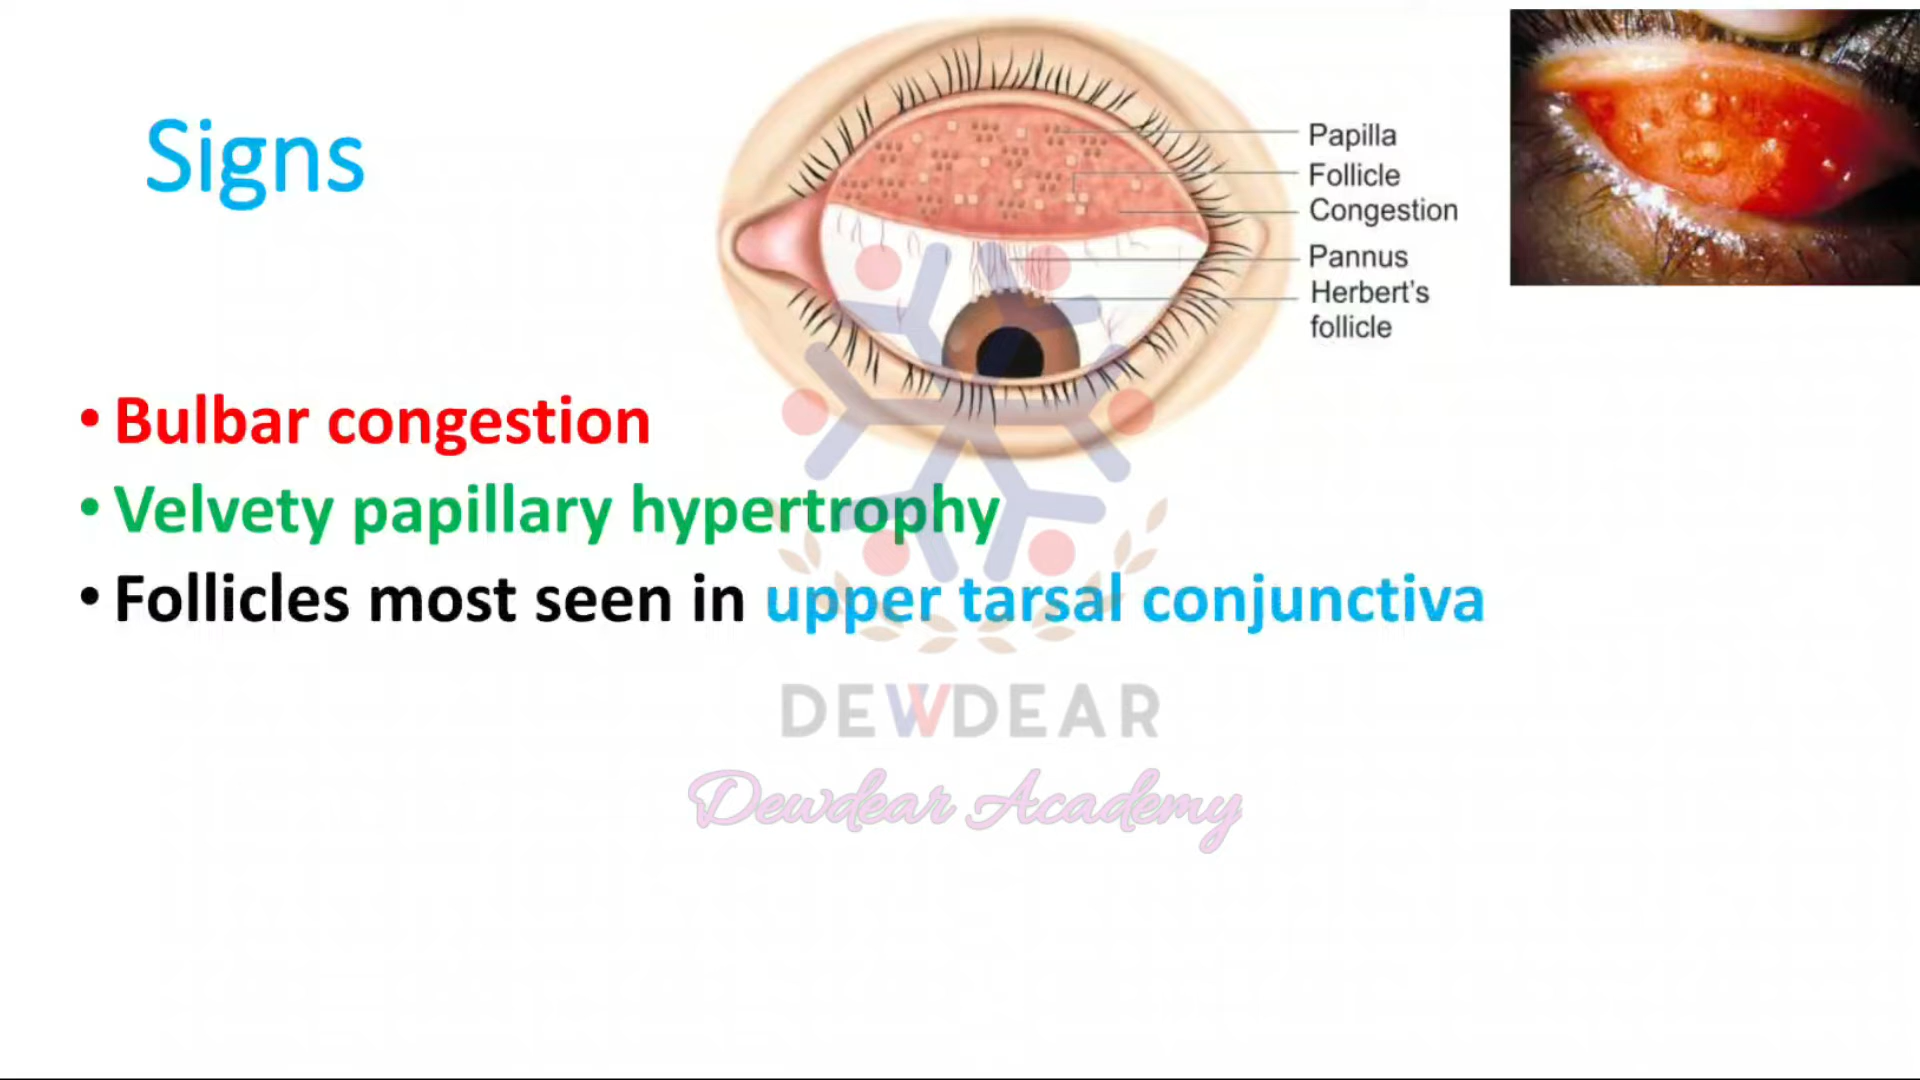 Signs
Papilla
Follicle
Congestion
Pannus
Herbert's
follicle
• Bulbar congestion
• Velvety papillary hypertrophy
• Follicles most seen in upper tarsal conjunctiva
DEWDEAR
Dewdear Academy